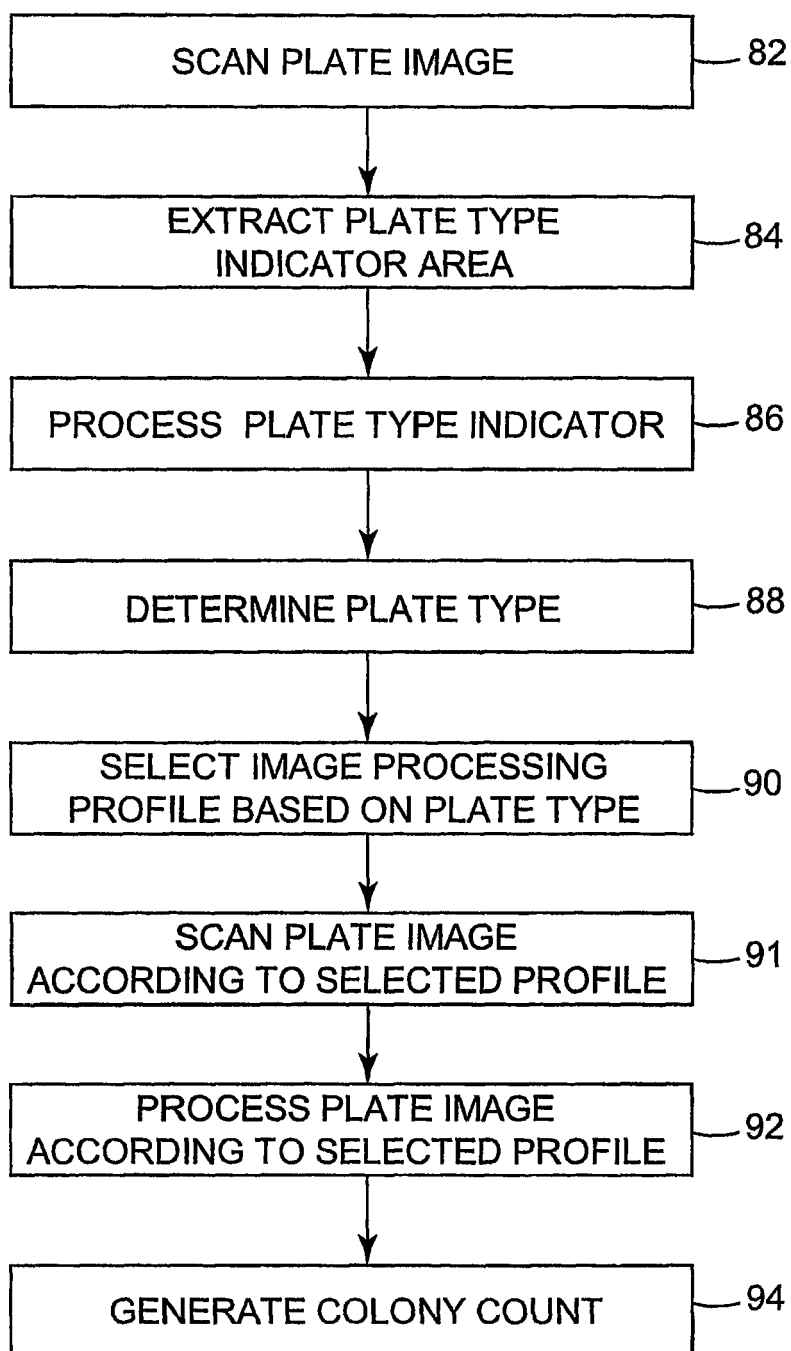 SCAN PLATE IMAGE
82
EXTRACT PLATE TYPE
INDICATOR AREA
84
PROCESS PLATE TYPE INDICATOR
86
DETERMINE PLATE TYPE
88
SELECT IMAGE PROCESSING
PROFILE BASED ON PLATE TYPE
90
SCAN PLATE IMAGE
ACCORDING TO SELECTED PROFILE
91
PROCESS PLATE IMAGE
ACCORDING TO SELECTED PROFILE
92
GENERATE COLONY COUNT
94